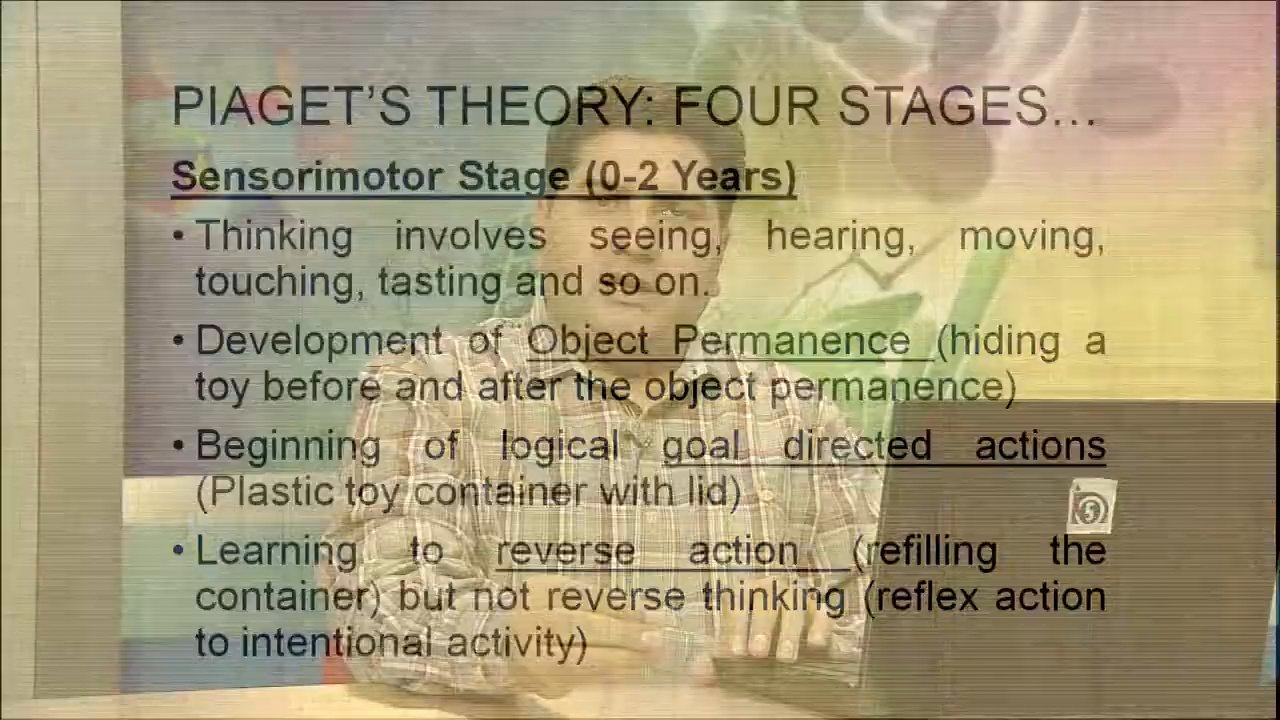 PIAGET’S THEORY: FOUR STAGES…
Sensorimotor Stage (0-2 Years)
• Thinking involves seeing, hearing, moving,
touching, tasting and so on.
• Development of Object Permanence (hiding a
toy before and after the object permanence)
• Beginning of logical goal directed actions
(Plastic toy container with lid)
• Learning to reverse action (refilling the
container) but not reverse thinking (reflex action
to intentional activity)